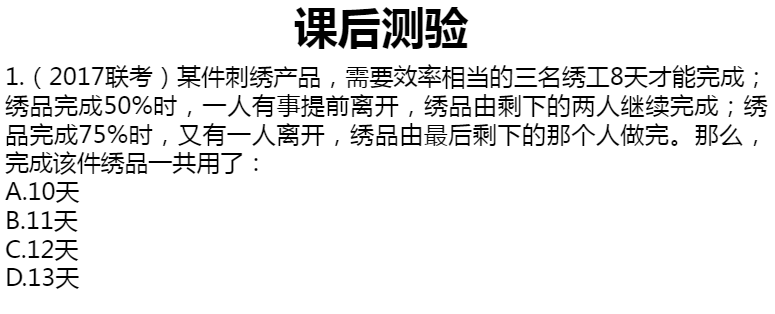 课后测验
1.（2017联考）某件刺绣产品，需要效率相当的三名绣工8天才能完成；
绣品完成50%时，一人有事提前离开，绣品由剩下的两人继续完成；绣
品完成75%时，又有一人离开，绣品由最后剩下的那个人做完。那么，
完成该件绣品一共用了：
A.10天
B.11天
C.12天
D.13天